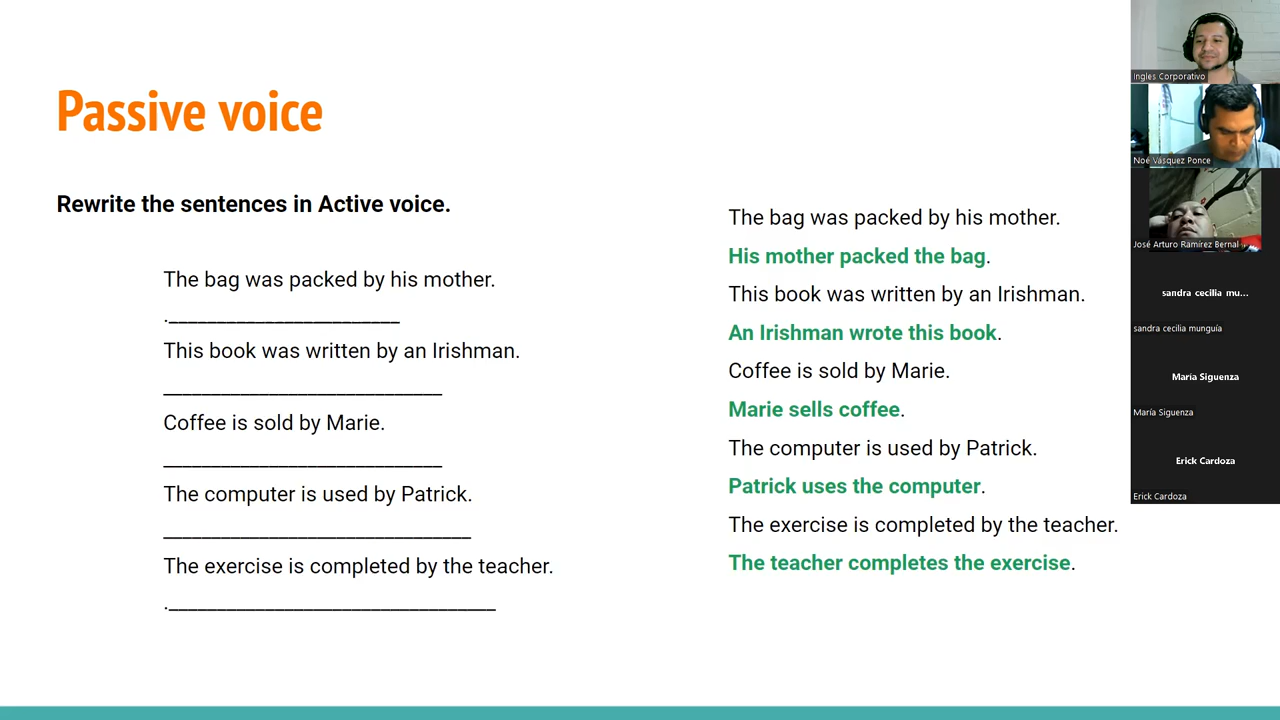 Passive voice
Rewrite the sentences in Active voice.
The bag was packed by his mother.
.________________________
This book was written by an Irishman.
_____________________________
Coffee is sold by Marie.
_____________________________
The computer is used by Patrick.
________________________________
The exercise is completed by the teacher.
.__________________________________
The bag was packed by his mother.
His mother packed the bag.
This book was written by an Irishman.
An Irishman wrote this book.
Coffee is sold by Marie.
Marie sells coffee.
The computer is used by Patrick.
Patrick uses the computer.
The exercise is completed by the teacher.
The teacher completes the exercise.
Ingles Corporativo
Noé Vásquez Ponce
José Arturo Ramírez Bernal
sandra cecilia mu...
sandra cecilia munguía
María Siguenza
María Siguenza
Erick Cardoza
Erick Cardoza